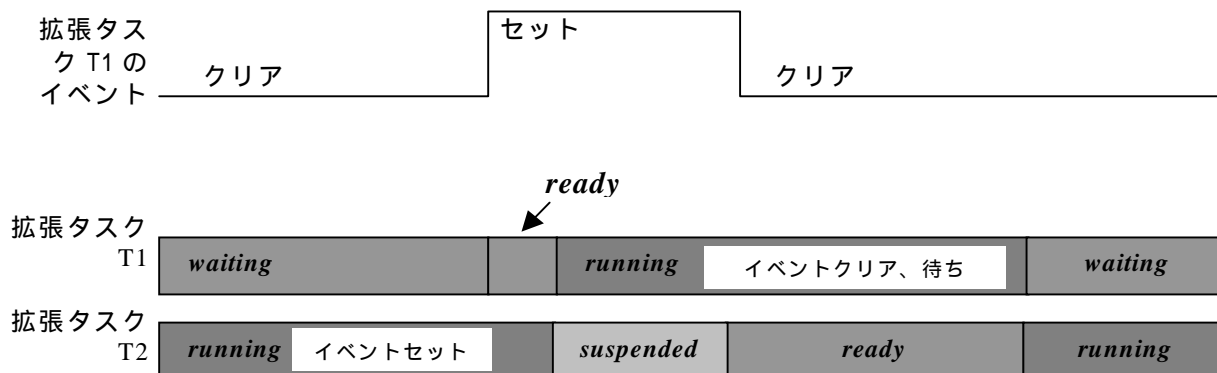 拡張タス
ク T1 の
イベント
クリア
セット
クリア
ready
拡張タスク
T1
waiting
running
イベントクリア、待ち
waiting
拡張タスク
T2
running
イベントセット
suspended
ready
running